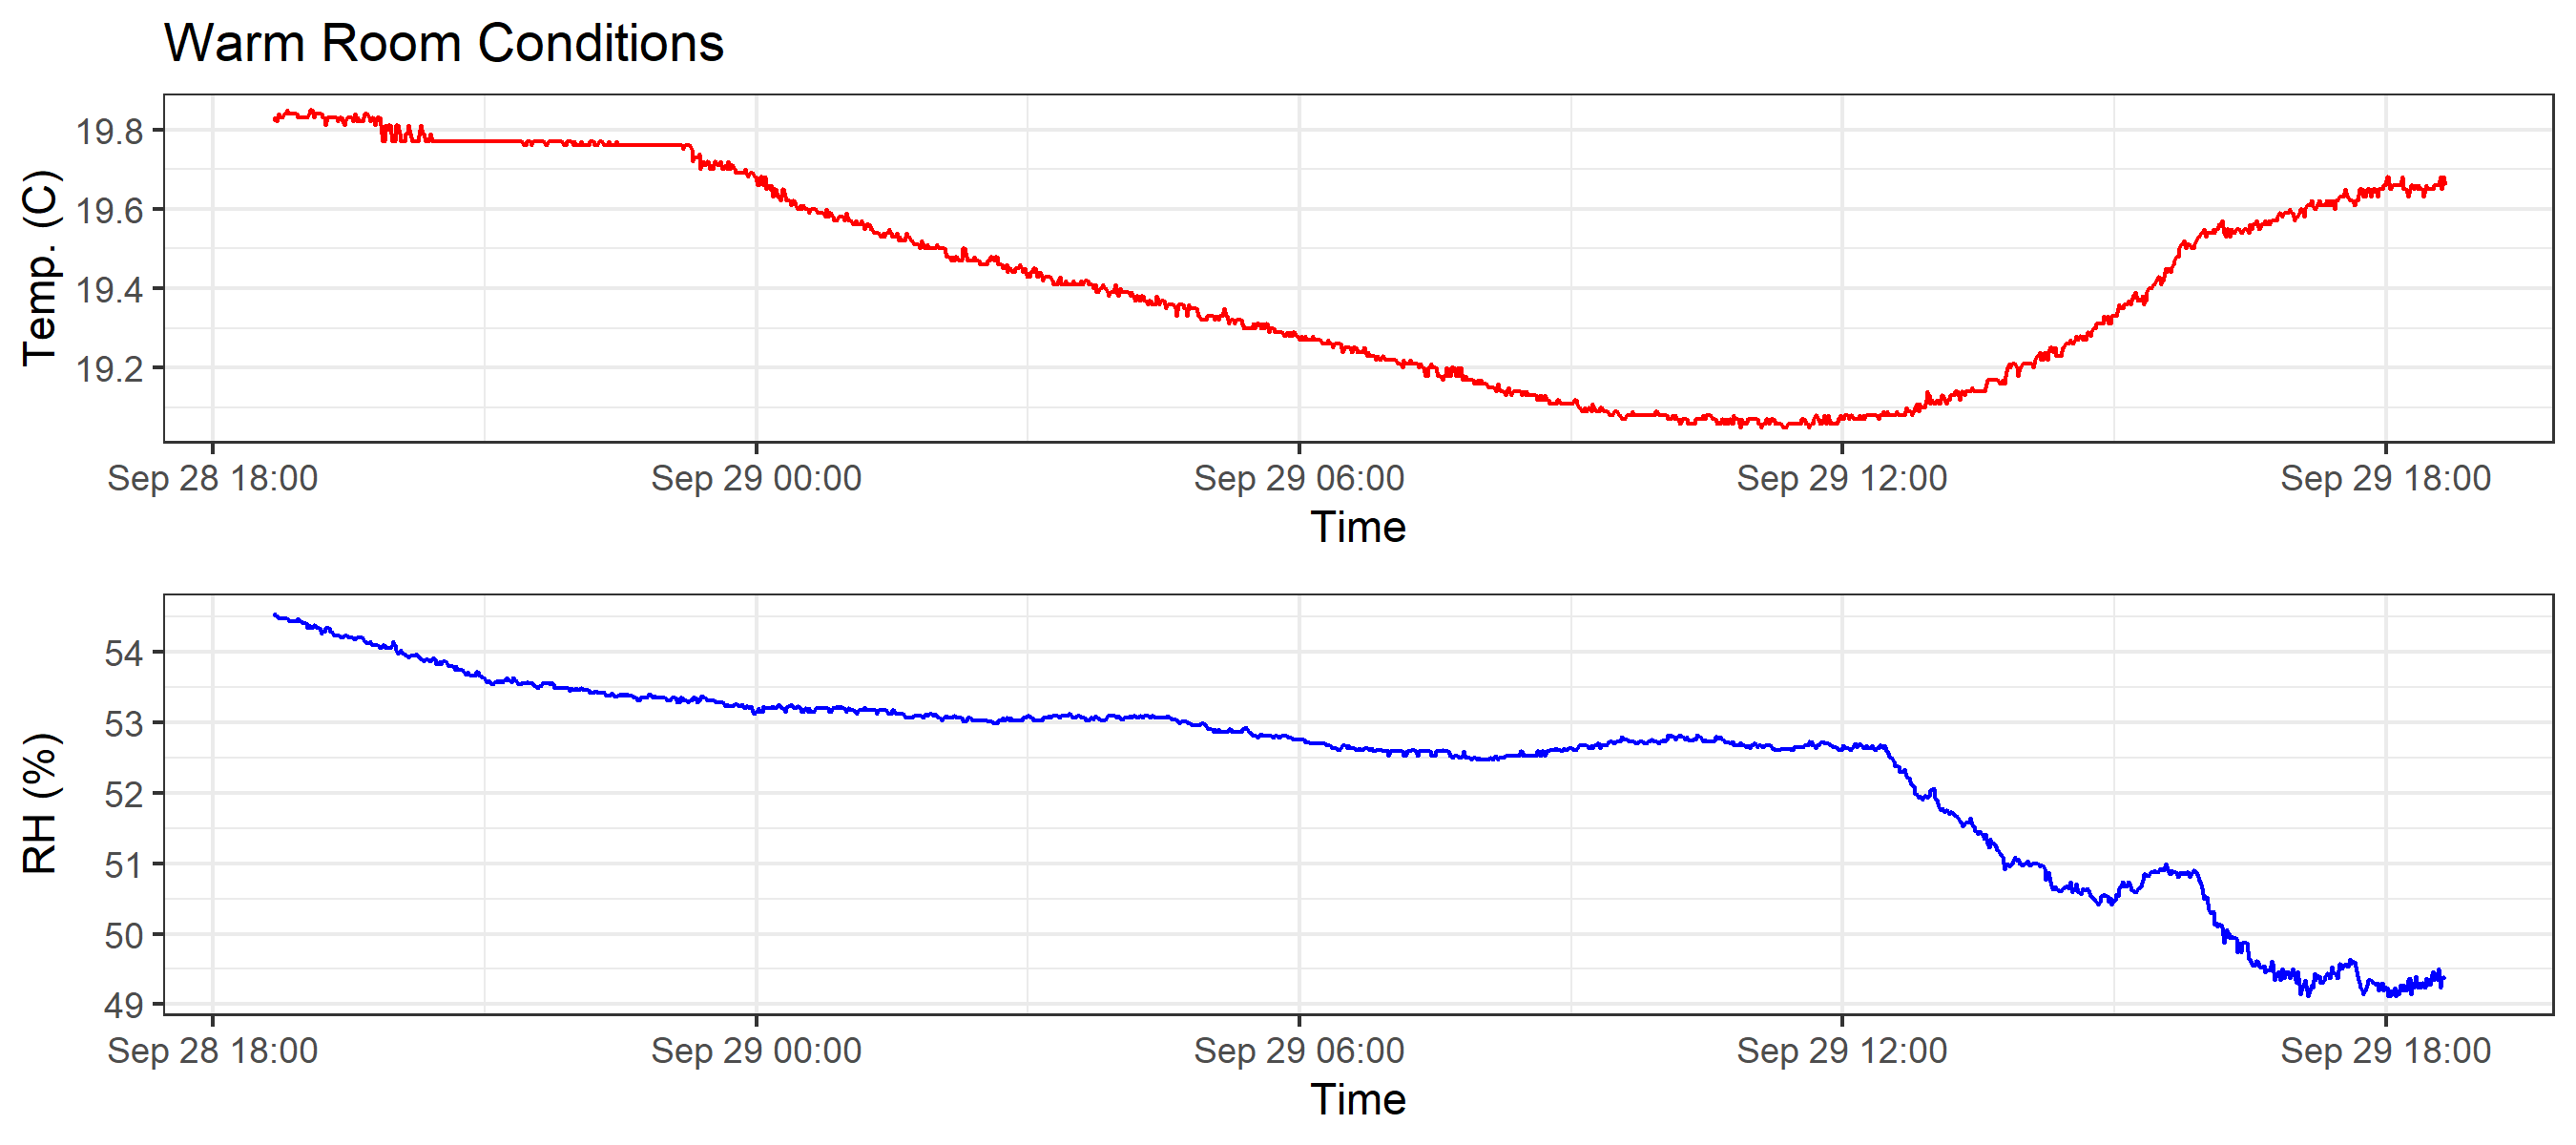 Warm Room Conditions
Temp. (C)
19.8
19.6
19.4
19.2
Sep 28 18:00 Sep 29 00:00 Sep 29 06:00 Sep 29 12:00 Sep 29 18:00
Time
RH (%)
54
53
52
51
50
49
Sep 28 18:00 Sep 29 00:00 Sep 29 06:00 Sep 29 12:00 Sep 29 18:00
Time